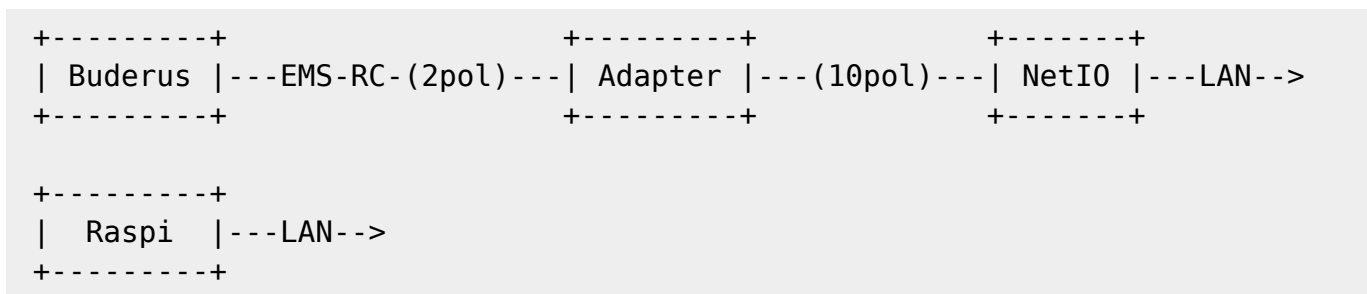 +---------+                    +---------+             +-------+
| Buderus |---EMS-RC-(2pol)---| Adapter |---(10pol)---| NetIO |---LAN-->
+---------+                    +---------+             +-------+
+---------+
|  Raspi  |---LAN-->
+---------+